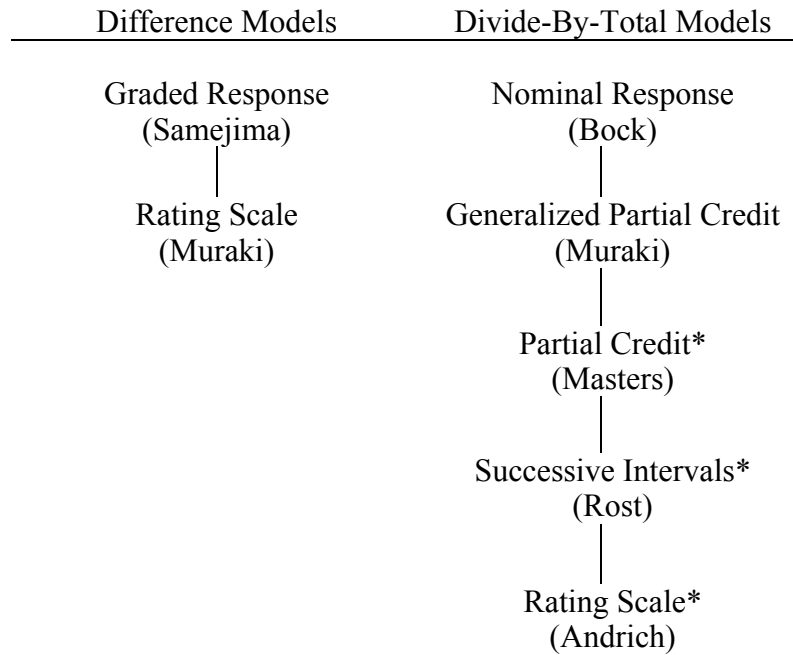 Difference Models
Divide-By-Total Models
Graded Response
(Samejima)
Rating Scale
(Muraki)
Nominal Response
(Bock)
Generalized Partial Credit
(Muraki)
Partial Credit*
(Masters)
Successive Intervals*
(Rost)
Rating Scale*
(Andrich)